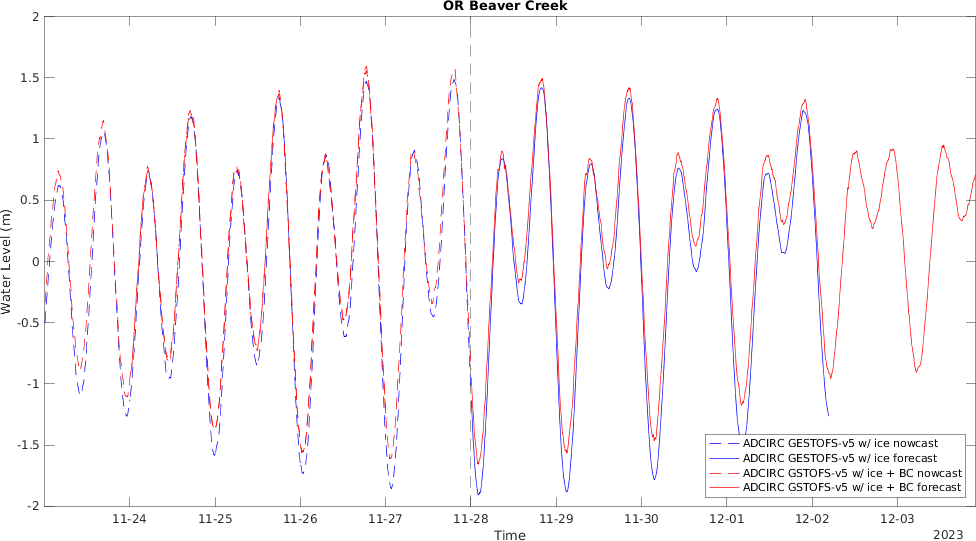 OR Beaver Creek
2
1.5
1
0.5
0
-0.5
-1
-1.5
-2
Water Level (m)
11-24 11-25 11-26 11-27 11-28 11-29 11-30 12-01 12-02 12-03
Time
2023
ADCIRC GESTOFS-v5 w/ ice nowcast
ADCIRC GESTOFS-v5 w/ ice forecast
ADCIRC GSTOFS-v5 w/ ice + BC nowcast
ADCIRC GSTOFS-v5 w/ ice + BC forecast